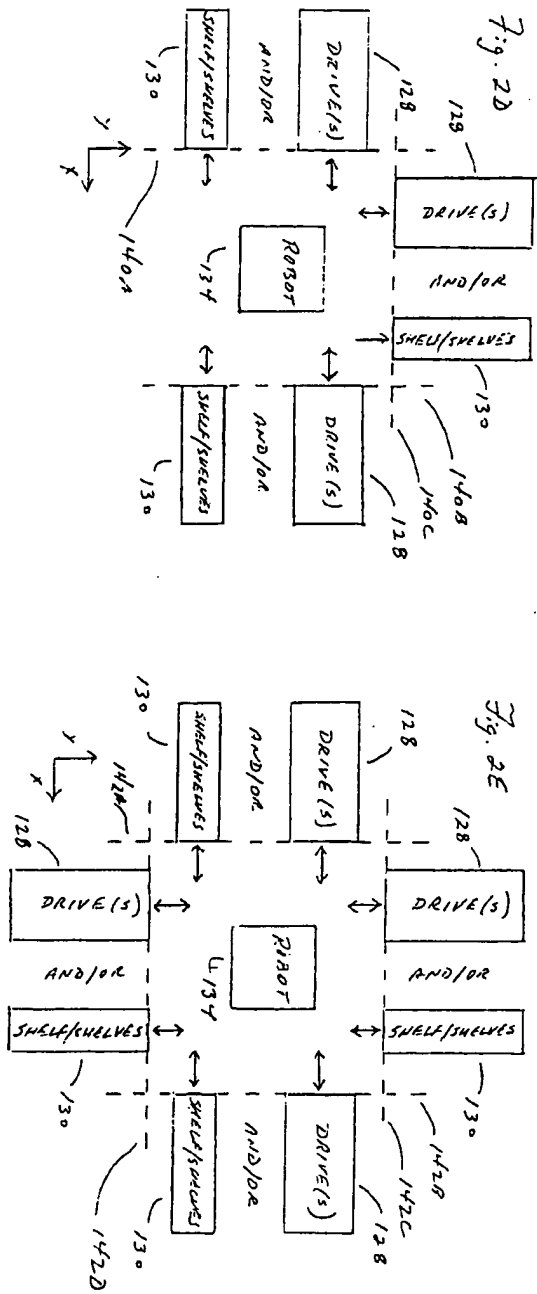 Fig. 2D
128
DRIVE(S)
AND/OR
SHELF/SHELVES
130
128
DRIVE(S)
AND/OR
SHELF/SHELVES
130
Y
X
140A
ROBOT
134
140B
140C
DRIVE(S)
128
AND/OR
SHELF/SHELVES
130
Fig. 2E
128
DRIVE(S)
AND/OR
SHELF/SHELVES
130
128
DRIVE(S)
AND/OR
SHELF/SHELVES
130
Y
X
142A
128
DRIVE(S)
AND/OR
SHELF/SHELVES
130
ROBOT
134
142B
142C
DRIVE(S)
128
AND/OR
SHELF/SHELVES
130
142D